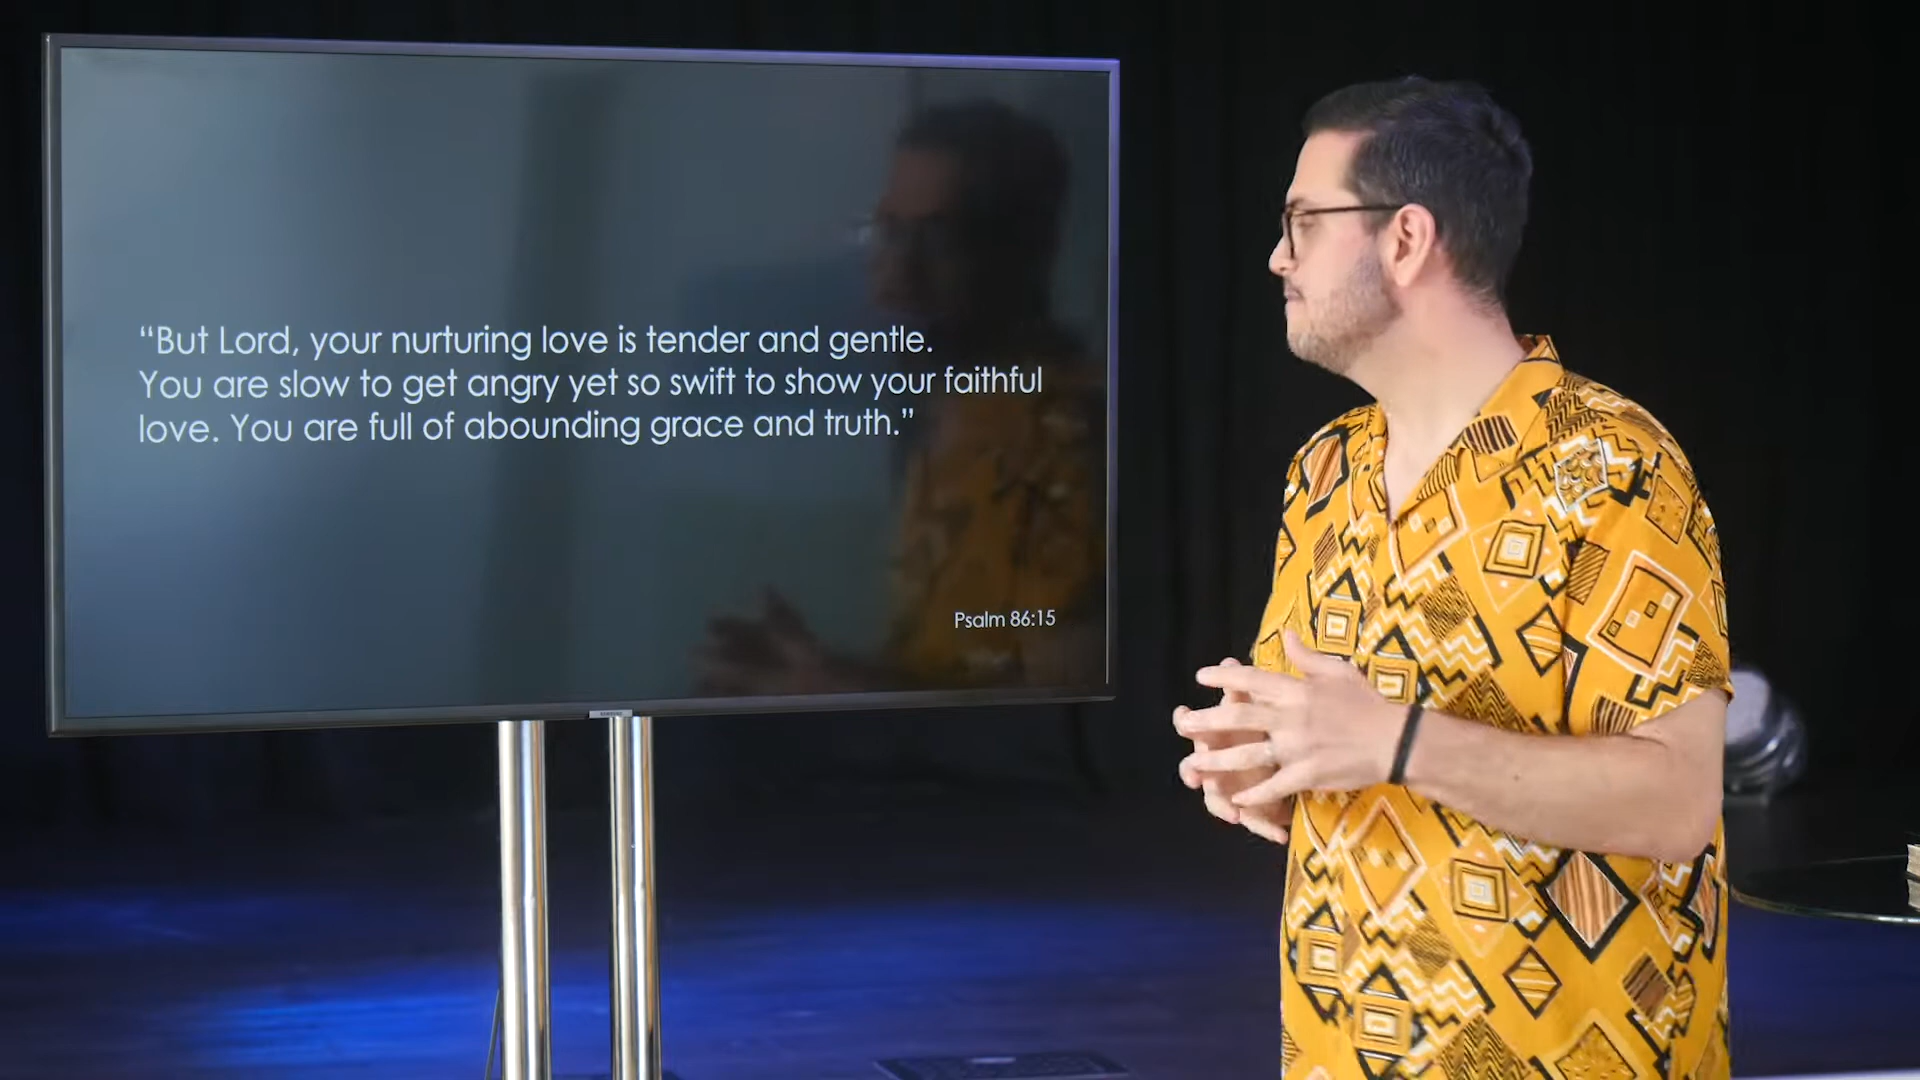 “But Lord, your nurturing love is tender and gentle.
You are slow to get angry yet so swift to show your faithful
love. You are full of abounding grace and truth.”
Psalm 86:15